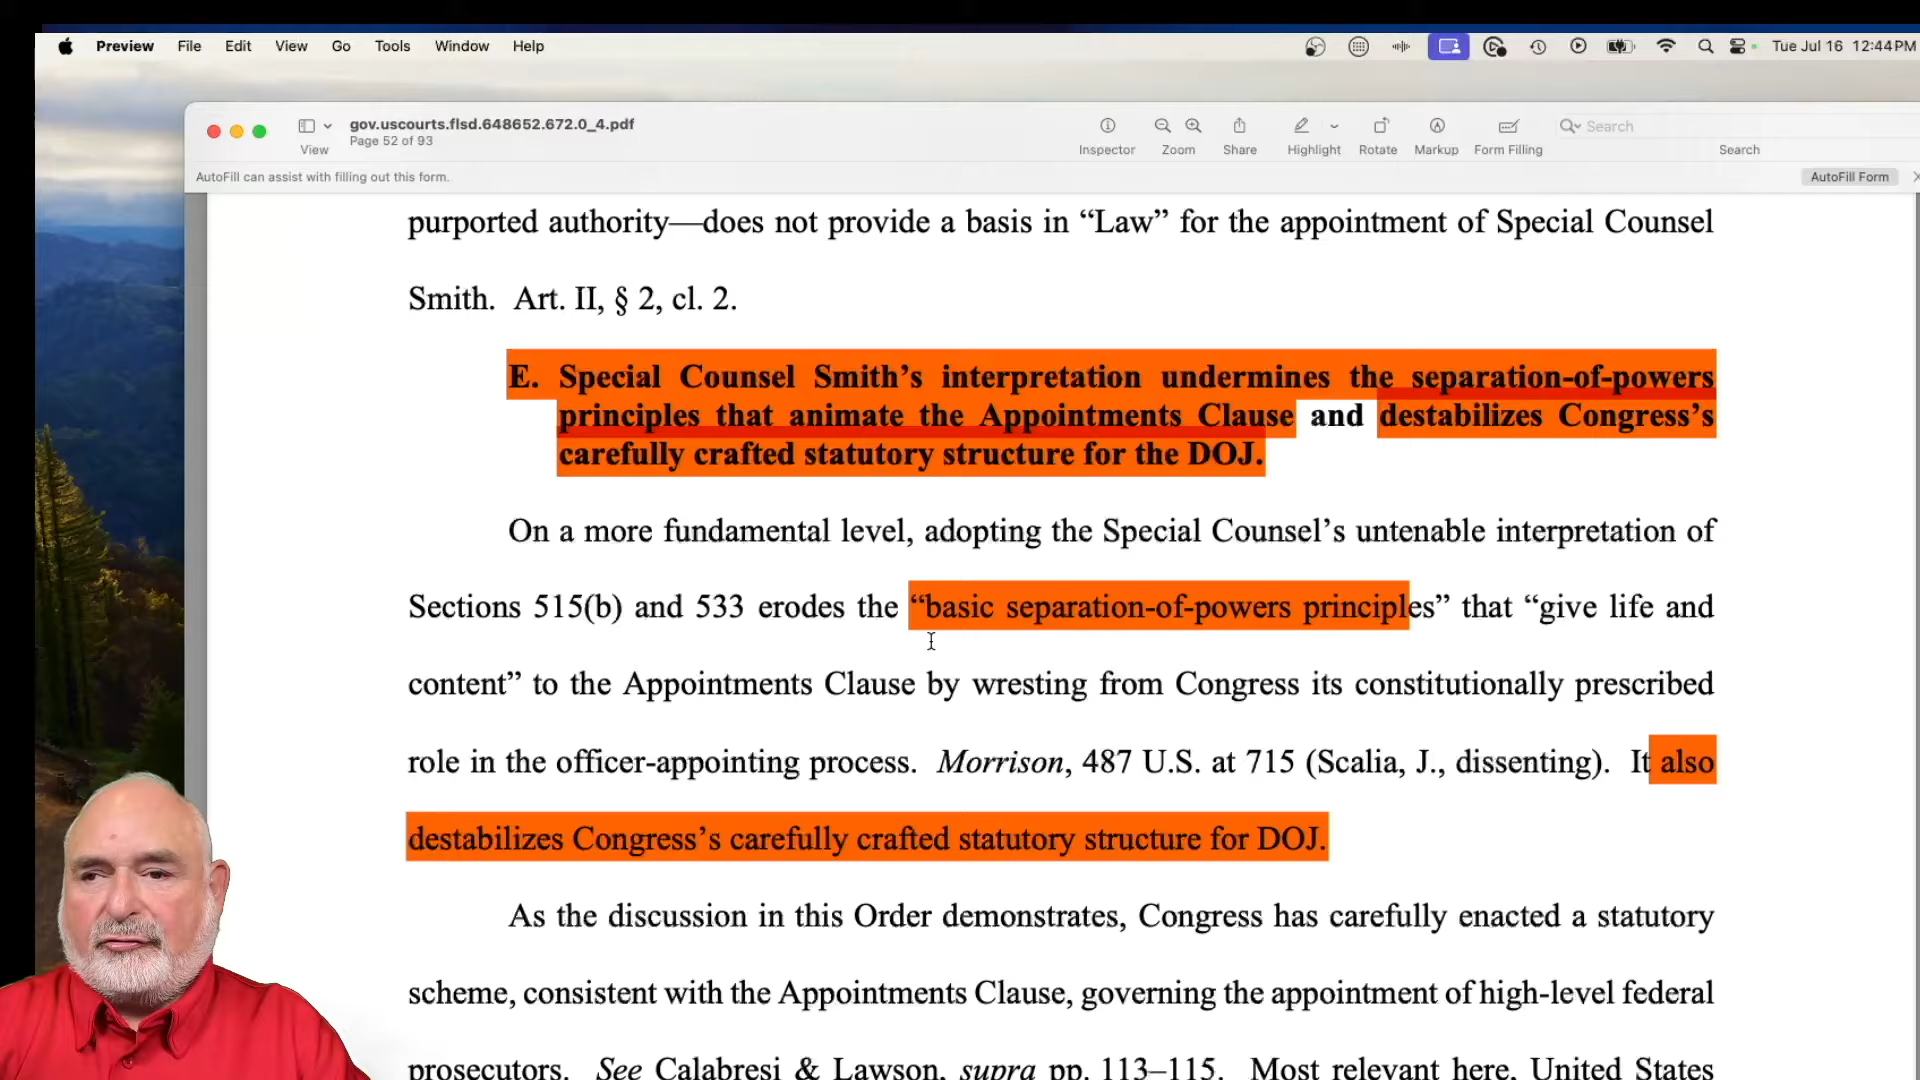 Preview File Edit View Go Tools Window Help Tue Jul 16 12:44 PM
gov.uscourts.flsd.648652.672.0_4.pdf
Page 52 of 93
View Inspector Zoom Share Highlight Rotate Markup Form Filling Search Search
AutoFill can assist with filling out this form. AutoFill Form
purported authority—does not provide a basis in “Law” for the appointment of Special Counsel
Smith. Art. II, § 2, cl. 2.
E. Special Counsel Smith’s interpretation undermines the separation-of-powers
principles that animate the Appointments Clause and destabilizes Congress’s
carefully crafted statutory structure for the DOJ.
On a more fundamental level, adopting the Special Counsel’s untenable interpretation of
Sections 515(b) and 533 erodes the “basic separation-of-powers principles” that “give life and
content” to the Appointments Clause by wresting from Congress its constitutionally prescribed
role in the officer-appointing process. Morrison, 487 U.S. at 715 (Scalia, J., dissenting). It also
destabilizes Congress’s carefully crafted statutory structure for DOJ.
As the discussion in this Order demonstrates, Congress has carefully enacted a statutory
scheme, consistent with the Appointments Clause, governing the appointment of high-level federal
prosecutors. See Calabresi & Lawson, supra pp. 113–115. Most relevant here, United States